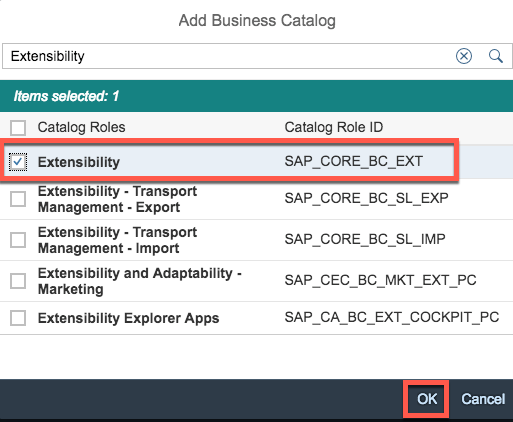 Add Business Catalog
Extensibility
Items selected: 1
Catalog Roles Catalog Role ID
Extensibility SAP_CORE_BC_EXT
Extensibility - Transport SAP_CORE_BC_SL_EXP
Management - Export
Extensibility - Transport SAP_CORE_BC_SL_IMP
Management - Import
Extensibility and Adaptability - SAP_CEC_BC_MKT_EXT_PC
Marketing
Extensibility Explorer Apps SAP_CA_BC_EXT_COCKPIT_PC
OK Cancel